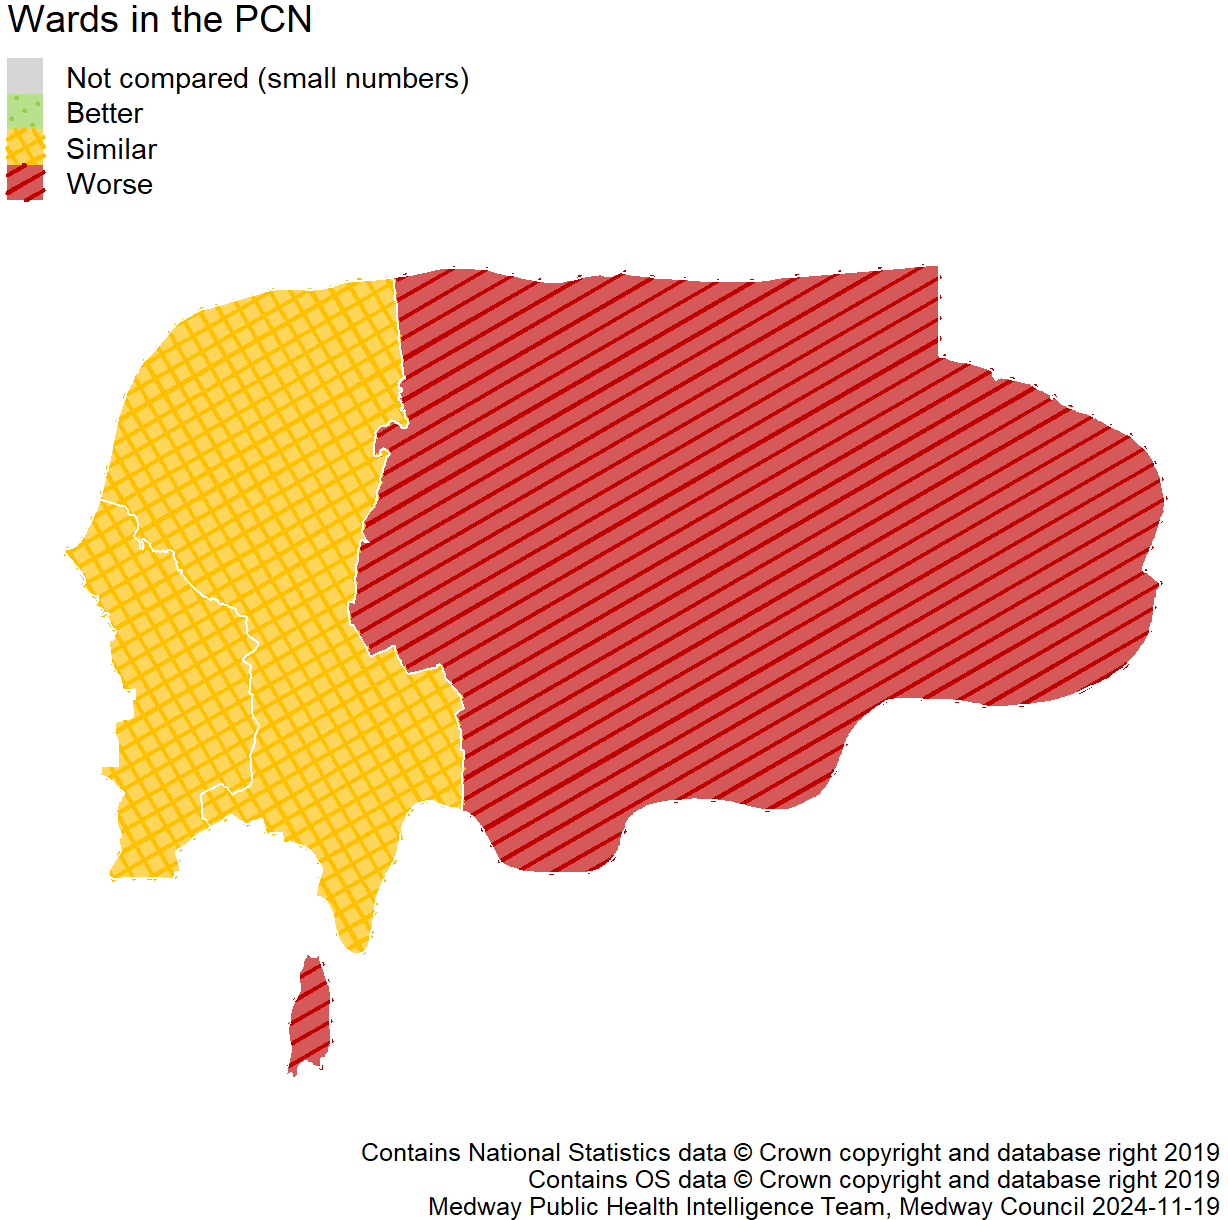 Wards in the PCN
Not compared (small numbers)
Better
Similar
Worse
Contains National Statistics data © Crown copyright and database right 2019
Contains OS data © Crown copyright and database right 2019
Medway Public Health Intelligence Team, Medway Council 2024-11-19